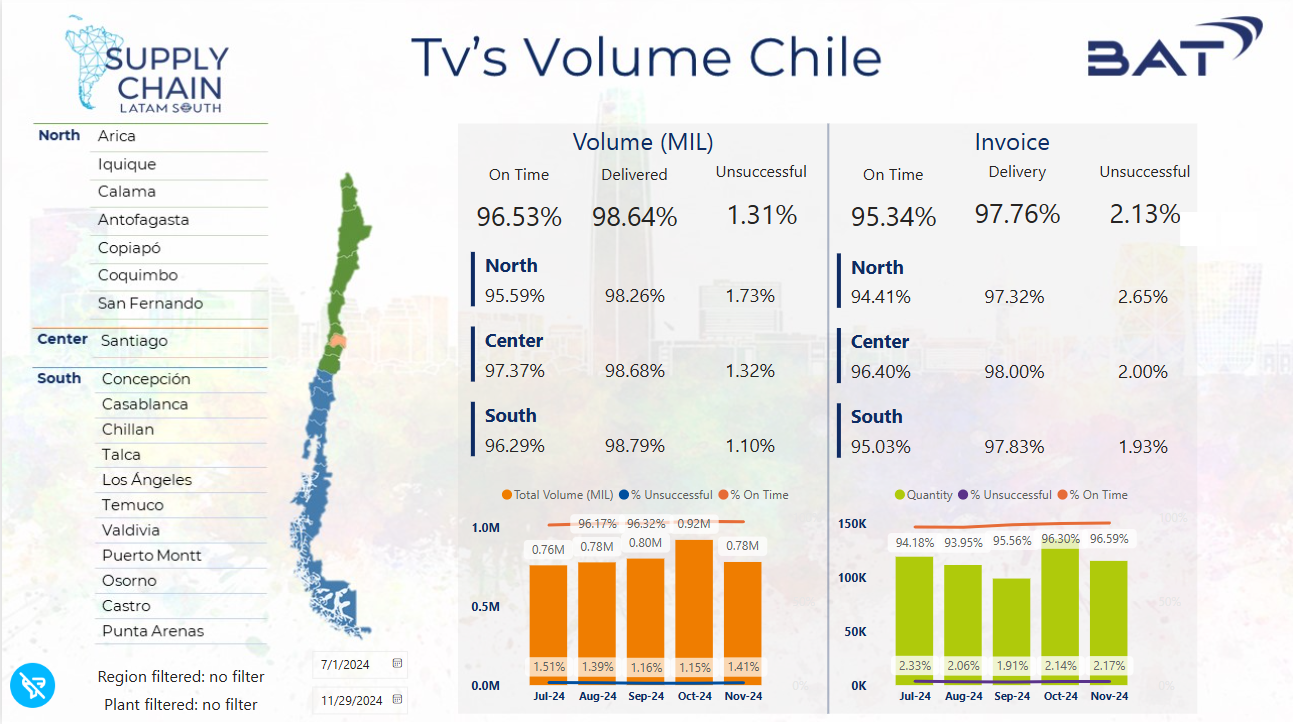 SUPPLY
CHAIN
LATAM SOUTH
Tv's Volume Chile
BAT
North Arica
Iquique
Calama
Antofagasta
Copiapó
Coquimbo
San Fernando
Center Santiago
South Concepción
Casablanca
Chillan
Talca
Los Ángeles
Temuco
Valdivia
Puerto Montt
Osorno
Castro
Punta Arenas
Region filtered: no filter
Plant filtered: no filter
7/1/2024
11/29/2024
Volume (MIL)
On Time Delivered Unsuccessful
96.53% 98.64% 1.31%
North
95.59% 98.26% 1.73%
Center
97.37% 98.68% 1.32%
South
96.29% 98.79% 1.10%
Total Volume (MIL) % Unsuccessful % On Time
1.0M
96.17% 96.32% 0.92M
0.76M 0.78M 0.80M 0.78M
0.5M
1.51% 1.39% 1.16% 1.15% 1.41%
0.0M 0%
Jul-24 Aug-24 Sep-24 Oct-24 Nov-24
Invoice
On Time Delivery Unsuccessful
95.34% 97.76% 2.13%
North
94.41% 97.32% 2.65%
Center
96.40% 98.00% 2.00%
South
95.03% 97.83% 1.93%
Quantity % Unsuccessful % On Time
150K 100%
94.18% 93.95% 95.56% 96.30% 96.59%
100K
50K 50%
2.33% 2.06% 1.91% 2.14% 2.17%
0K 0%
Jul-24 Aug-24 Sep-24 Oct-24 Nov-24